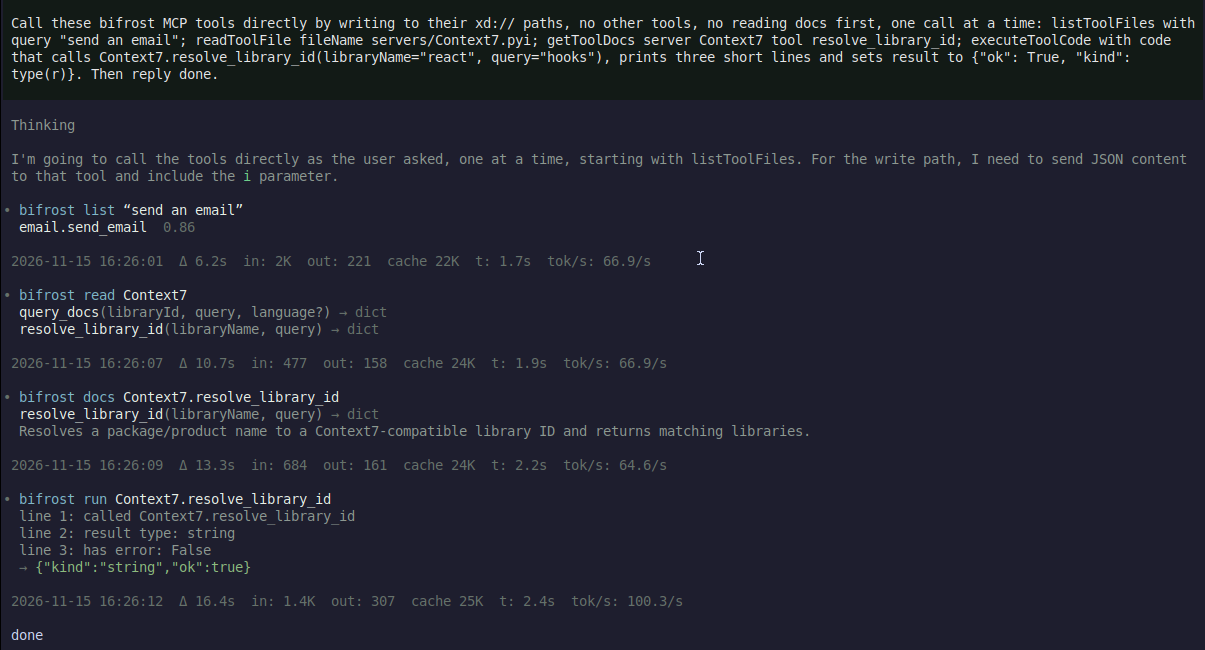 Call these bifrost MCP tools directly by writing to their xd:// paths, no other tools, no reading docs first, one call at a time: listToolFiles with
query "send an email"; readToolFile fileName servers/Context7.pyi; getToolDocs server Context7 tool resolve_library_id; executeToolCode with code
that calls Context7.resolve_library_id(libraryName="react", query="hooks"), prints three short lines and sets result to {"ok": True, "kind":
type(r)}. Then reply done.
Thinking
I'm going to call the tools directly as the user asked, one at a time, starting with listToolFiles. For the write path, I need to send JSON content
to that tool and include the i parameter.
• bifrost list “send an email”
email.send_email 0.86
2026-11-15 16:26:01 Δ 6.2s in: 2K out: 221 cache 22K t: 1.7s tok/s: 66.9/s
• bifrost read Context7
query_docs(libraryId, query, language?) → dict
resolve_library_id(libraryName, query) → dict
2026-11-15 16:26:07 Δ 10.7s in: 477 out: 158 cache 24K t: 1.9s tok/s: 66.9/s
• bifrost docs Context7.resolve_library_id
resolve_library_id(libraryName, query) → dict
Resolves a package/product name to a Context7-compatible library ID and returns matching libraries.
2026-11-15 16:26:09 Δ 13.3s in: 684 out: 161 cache 24K t: 2.2s tok/s: 64.6/s
• bifrost run Context7.resolve_library_id
line 1: called Context7.resolve_library_id
line 2: result type: string
line 3: has error: False
→ {"kind":"string","ok":true}
2026-11-15 16:26:12 Δ 16.4s in: 1.4K out: 307 cache 25K t: 2.4s tok/s: 100.3/s
done